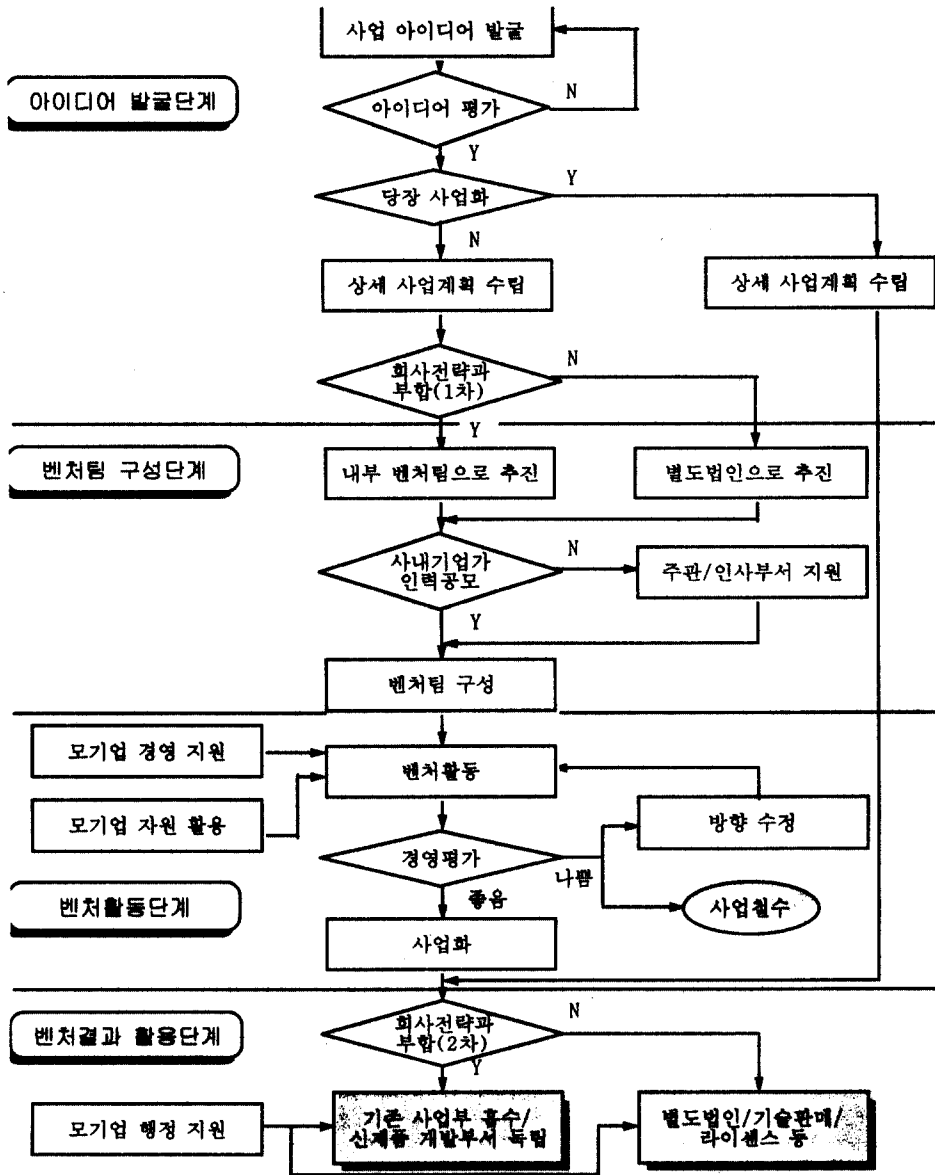 사업 아이디어 발굴
아이디어 발굴단계
아이디어 평가
N
Y
당장 사업화
Y
N
상세 사업계획 수립
상세 사업계획 수립
회사전략과
부합(1차)
N
Y
벤처팀 구성단계
내부 벤처팀으로 추진
별도법인으로 추진
사내기업가
인력공모
N
주관/인사부서 지원
Y
벤처팀 구성
모기업 경영 지원
벤처활동
모기업 자원 활용
방향 수정
경영평가
나쁨
좋음
벤처활동단계
사업철수
사업화
벤처결과 활용단계
회사전략과
부합(2차)
N
Y
모기업 행정 지원
기존 사업부 흡수/
신제품 개발부서 독립
별도법인/기술판매/
라이센스 등